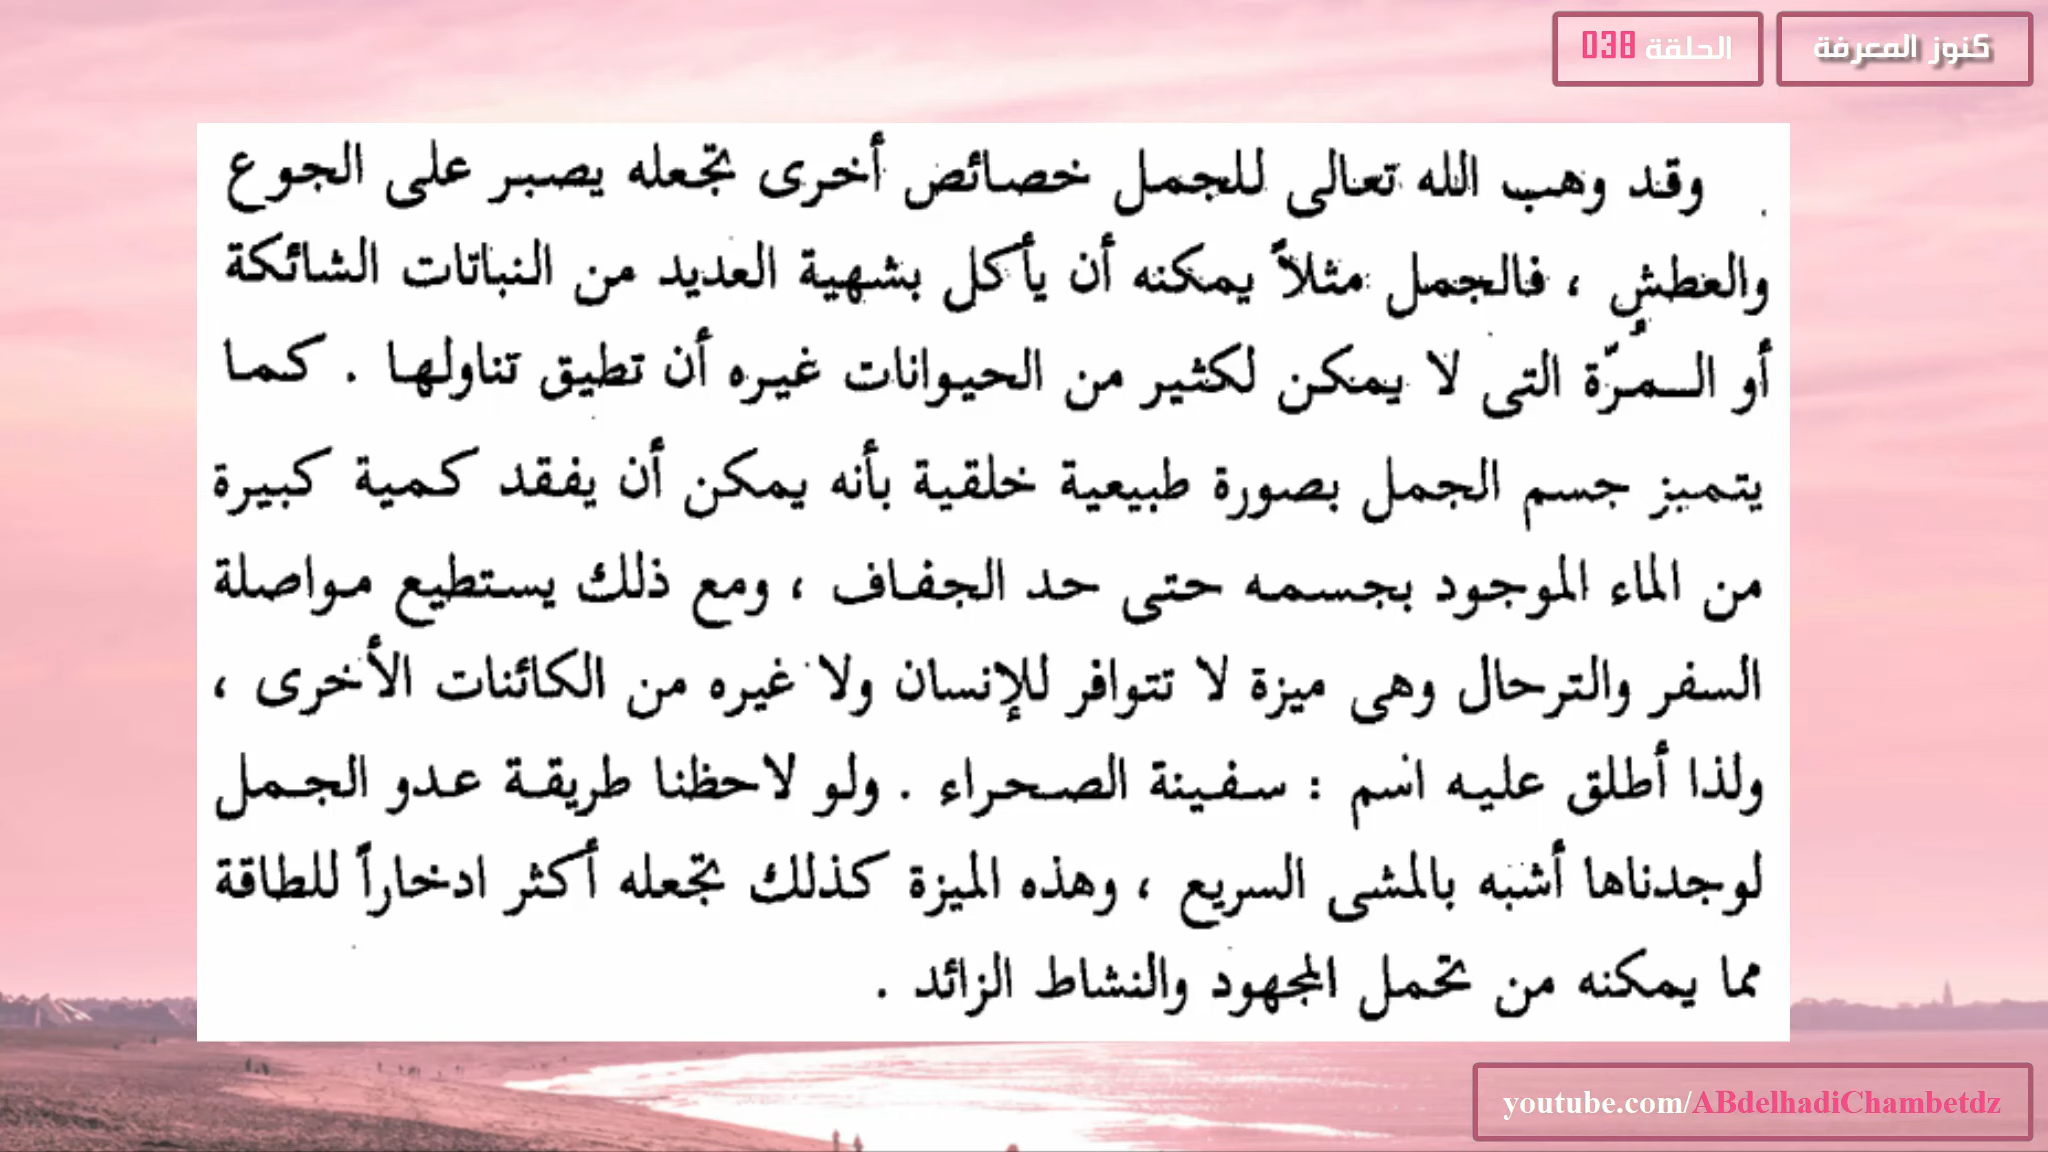 كنوز المعرفة
الحلقة 038
وقد وهب الله تعالى للجمل خصائص أخرى تجعله يصبر على الجوع
والعطش ، فالجمل مثلاً يمكنه أن يأكل بشهية العديد من النباتات الشائكة
أو الـمُرّة التى لا يمكن لكثير من الحيوانات غيره أن تطيق تناولها . كما
يتميز جسم الجمل بصورة طبيعية خلقية بأنه يمكن أن يفقد كمية كبيرة
من الماء الموجود بجسمه حتى حد الجفاف ، ومع ذلك يستطيع مواصلة
السفر والترحال وهى ميزة لا تتوافر للإنسان ولا غيره من الكائنات الأخرى ،
ولذا أطلق عليه اسم : سفينة الصحراء . ولو لاحظنا طريقة عدو الجمل
لوجدناها أشبه بالمشى السريع ، وهذه الميزة كذلك تجعله أكثر ادخاراً للطاقة
مما يمكنه من تحمل المجهود والنشاط الزائد .
youtube.com/ABdelhadiChambetdz